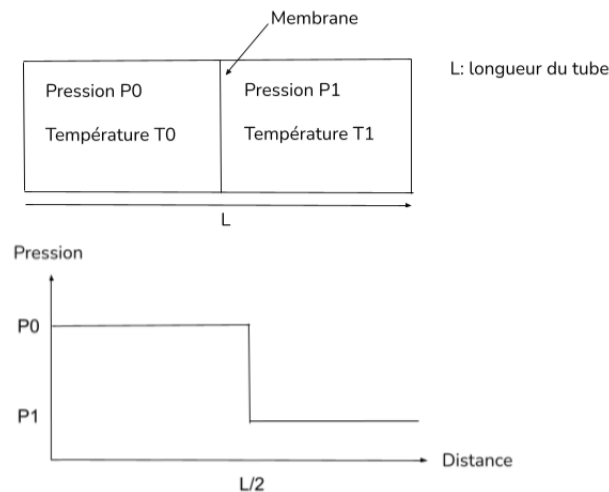 Membrane
Pression P0
Température T0
Pression P1
Température T1
L: longueur du tube
L
Pression
P0
P1
Distance
L/2